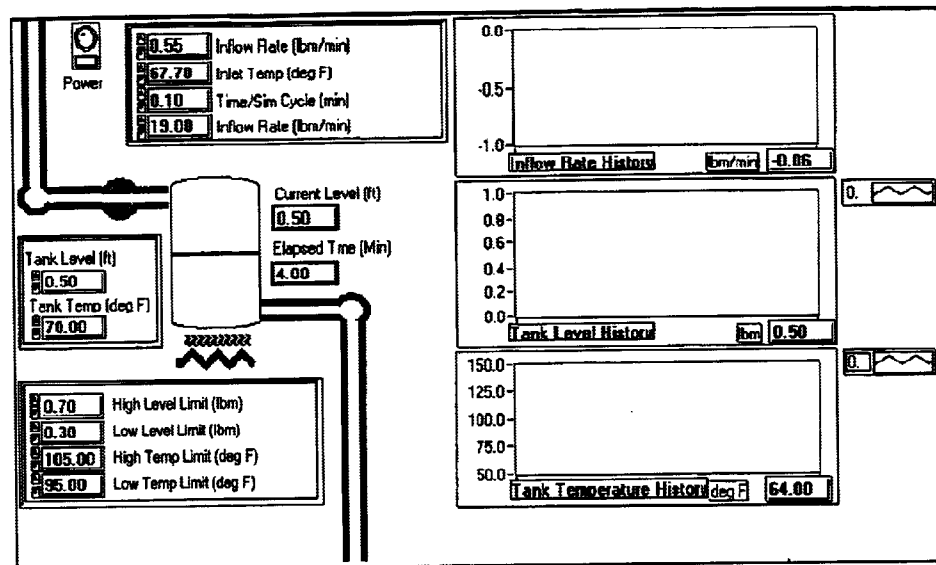 Power
0.55 Inflow Rate (lbm/min)
67.70 Inlet Temp (deg F)
0.10 Time/Sim Cycle (min)
19.00 Inflow Rate (lbm/min)
0.0
-0.5
-1.0
Inflow Rate History lbm/min -0.06
Current Level (ft)
0.50
Elapsed Time (Min)
4.00
Tank Level (ft)
0.50
Tank Temp (deg F)
70.00
1.0
0.8
0.6
0.4
0.2
0.0
Tank Level History lbm 0.50
0.
0.70 High Level Limit (lbm)
0.30 Low Level Limit (lbm)
105.00 High Temp Limit (deg F)
95.00 Low Temp Limit (deg F)
150.0
125.0
100.0
75.0
50.0
Tank Temperature History deg F 64.00
0.